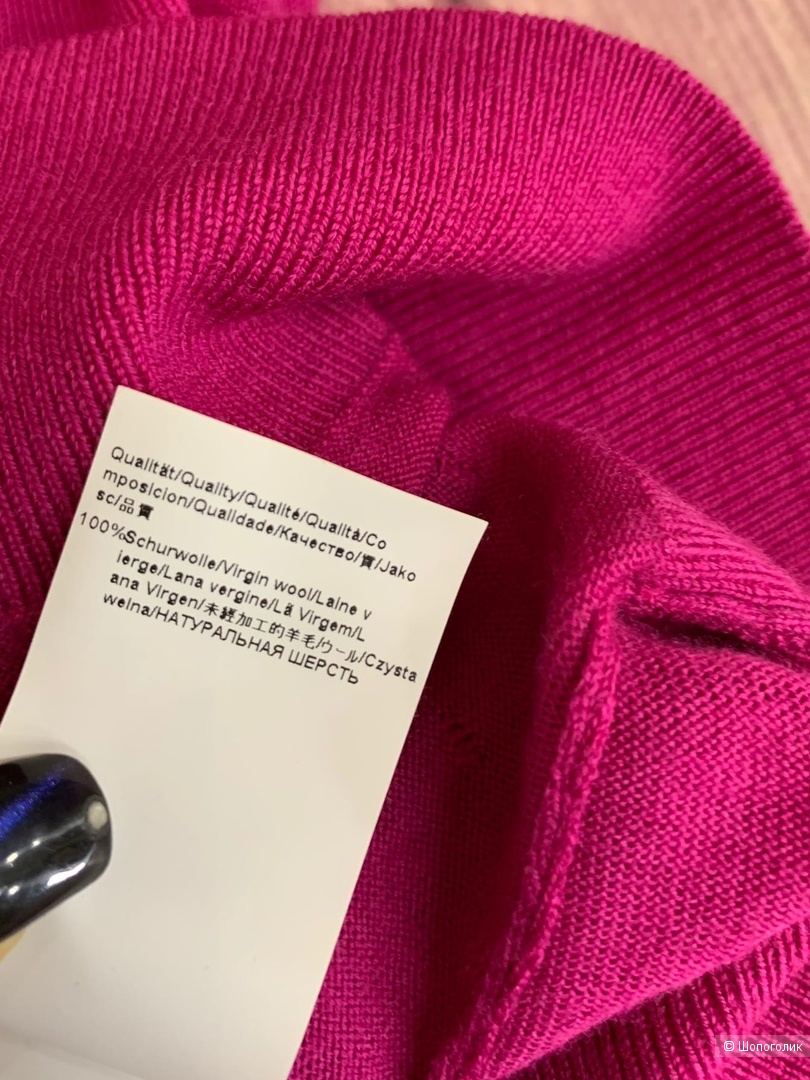 Qualität/Quality/Qualité/Qualità/Co
mposicion/Qualidade/Качество/質/Jako
sc/品質
100%Schurwolle/Virgin wool/Laine v
ierge/Lana vergine/Lã Virgem/L
ana Virgen/未経加工的羊毛/ウール/Czysta
welna/НАТУРАЛЬНАЯ ШЕРСТЬ
© Шопоголик